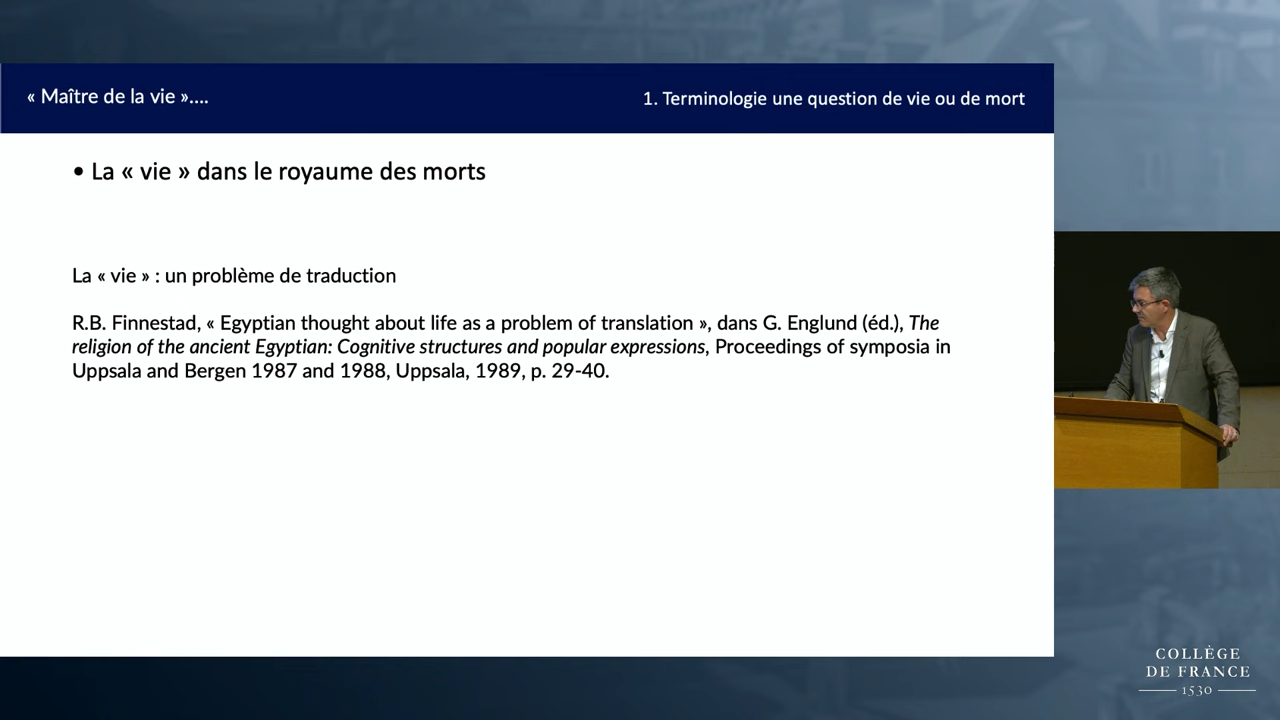 « Maître de la vie »....
1. Terminologie une question de vie ou de mort
• La « vie » dans le royaume des morts
La « vie » : un problème de traduction
R.B. Finnestad, « Egyptian thought about life as a problem of translation », dans G. Englund (éd.), The
religion of the ancient Egyptian: Cognitive structures and popular expressions, Proceedings of symposia in
Uppsala and Bergen 1987 and 1988, Uppsala, 1989, p. 29-40.
COLLÈGE
DE FRANCE
1530